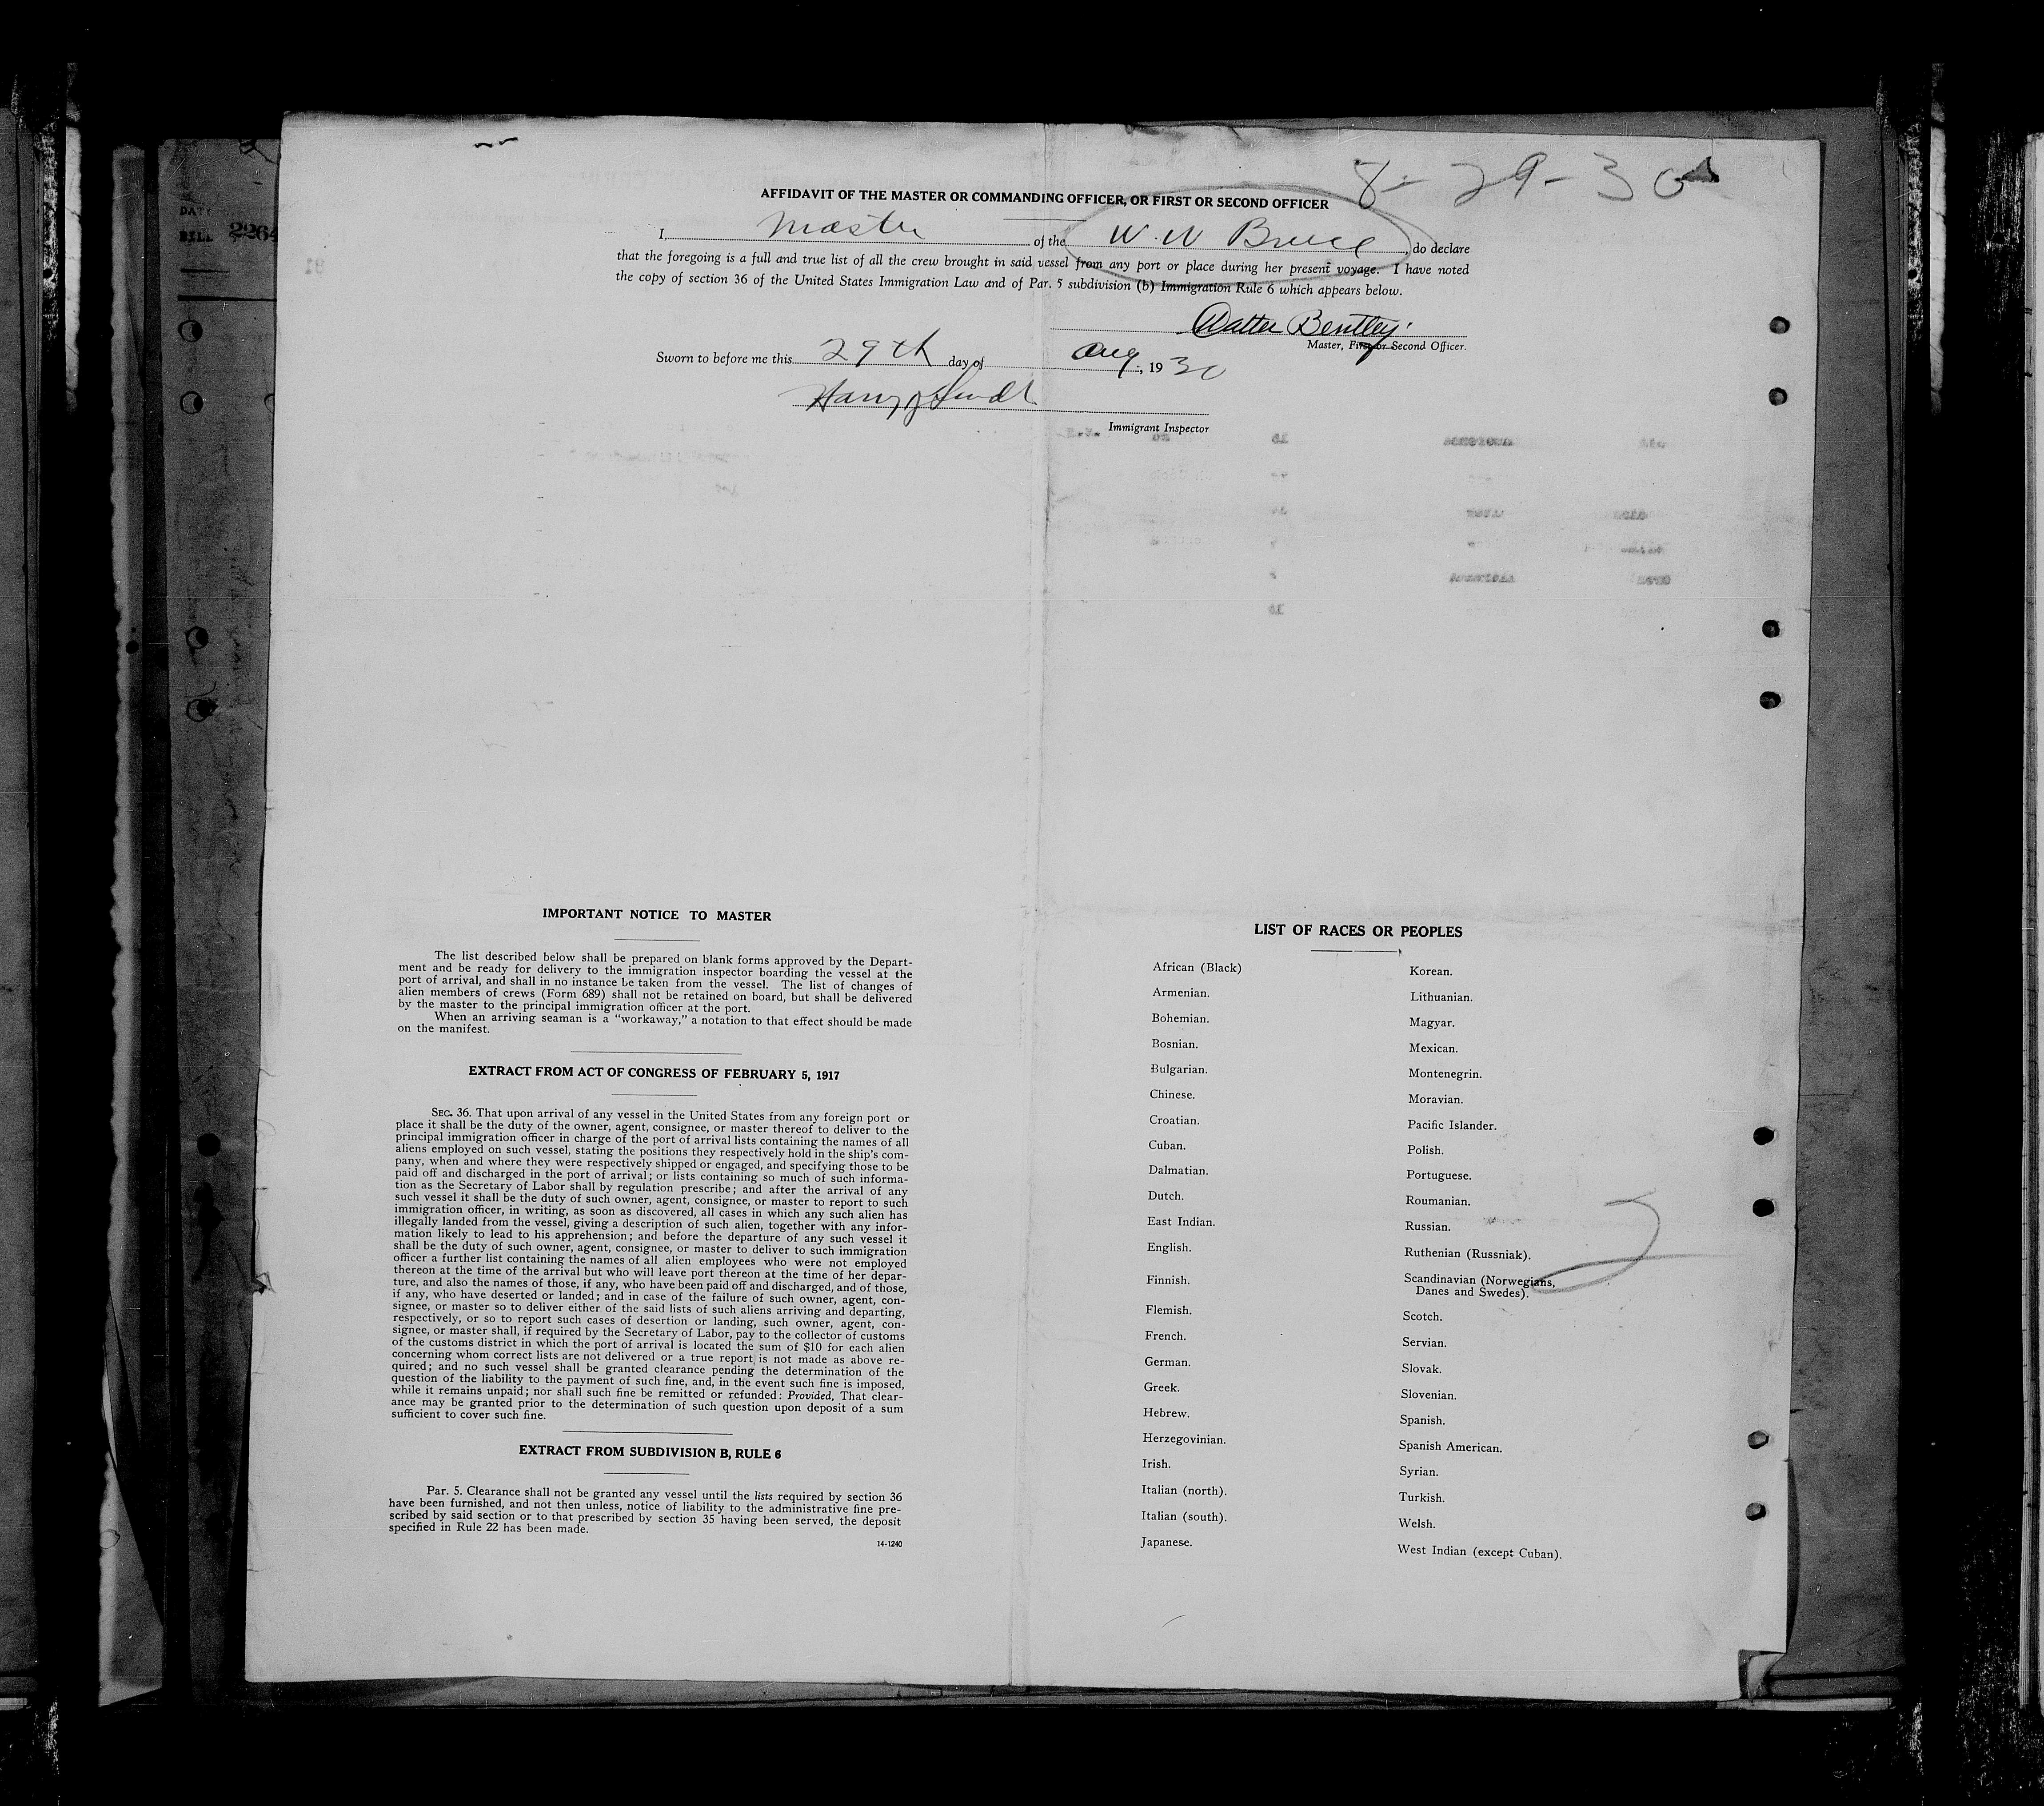 8-29-30
AFFIDAVIT OF THE MASTER OR COMMANDING OFFICER, OR FIRST OR SECOND OFFICER
I, Master of the W. W Bruce do declare
that the foregoing is a full and true list of all the crew brought in said vessel from any port or place during her present voyage. I have noted
the copy of section 36 of the United States Immigration Law and of Par. 5 subdivision (b) Immigration Rule 6 which appears below.
Walter Bentley
Master, First or Second Officer.
Sworn to before me this 29th day of Aug, 1930
Harry
Immigrant Inspector
DATE
BILL 2264
IMPORTANT NOTICE TO MASTER
The list described below shall be prepared on blank forms approved by the Depart-
ment and be ready for delivery to the immigration inspector boarding the vessel at the
port of arrival, and shall in no instance be taken from the vessel. The list of changes of
alien members of crews (Form 689) shall not be retained on board, but shall be delivered
by the master to the principal immigration officer at the port.
When an arriving seaman is a "workaway," a notation to that effect should be made
on the manifest.
EXTRACT FROM ACT OF CONGRESS OF FEBRUARY 5, 1917
SEC. 36. That upon arrival of any vessel in the United States from any foreign port or
place it shall be the duty of the owner, agent, consignee, or master thereof to deliver to the
principal immigration officer in charge of the port of arrival lists containing the names of all
aliens employed on such vessel, stating the positions they respectively hold in the ship's com-
pany, when and where they were respectively shipped or engaged, and specifying those to be
paid off and discharged in the port of arrival; or lists containing so much of such informa-
tion as the Secretary of Labor shall by regulation prescribe; and after the arrival of any
such vessel it shall be the duty of such owner, agent, consignee, or master to report to such
immigration officer, in writing, as soon as discovered, all cases in which any such alien has
illegally landed from the vessel, giving a description of such alien, together with any infor-
mation likely to lead to his apprehension; and before the departure of any such vessel it
shall be the duty of such owner, agent, consignee, or master to deliver to such immigration
officer a further list containing the names of all alien employees who were not employed
thereon at the time of the arrival but who will leave port thereon at the time of her depar-
ture, and also the names of those, if any, who have been paid off and discharged, and of those,
if any, who have deserted or landed; and in case of the failure of such owner, agent, con-
signee, or master so to deliver either of the said lists of such aliens arriving and departing,
respectively, or so to report such cases of desertion or landing, such owner, agent, con-
signee, or master shall, if required by the Secretary of Labor, pay to the collector of customs
of the customs district in which the port of arrival is located the sum of $10 for each alien
concerning whom correct lists are not delivered or a true report is not made as above re-
quired; and no such vessel shall be granted clearance pending the determination of the
question of the liability to the payment of such fine, and, in the event such fine is imposed,
while it remains unpaid; nor shall such fine be remitted or refunded: Provided, That clear-
ance may be granted prior to the determination of such question upon deposit of a sum
sufficient to cover such fine.
EXTRACT FROM SUBDIVISION B, RULE 6
Par. 5. Clearance shall not be granted any vessel until the lists required by section 36
have been furnished, and not then unless, notice of liability to the administrative fine pre-
scribed by said section or to that prescribed by section 35 having been served, the deposit
specified in Rule 22 has been made.
14-1240
LIST OF RACES OR PEOPLES
African (Black)
Armenian.
Bohemian.
Bosnian.
Bulgarian.
Chinese.
Croatian.
Cuban.
Dalmatian.
Dutch.
East Indian.
English.
Finnish.
Flemish.
French.
German.
Greek.
Hebrew.
Herzegovinian.
Irish.
Italian (north).
Italian (south).
Japanese.
Korean.
Lithuanian.
Magyar.
Mexican.
Montenegrin.
Moravian.
Pacific Islander.
Polish.
Portuguese.
Roumanian.
Russian.
Ruthenian (Russniak).
Scandinavian (Norwegians,
Danes and Swedes).
Scotch.
Servian.
Slovak.
Slovenian.
Spanish.
Spanish American.
Syrian.
Turkish.
Welsh.
West Indian (except Cuban).